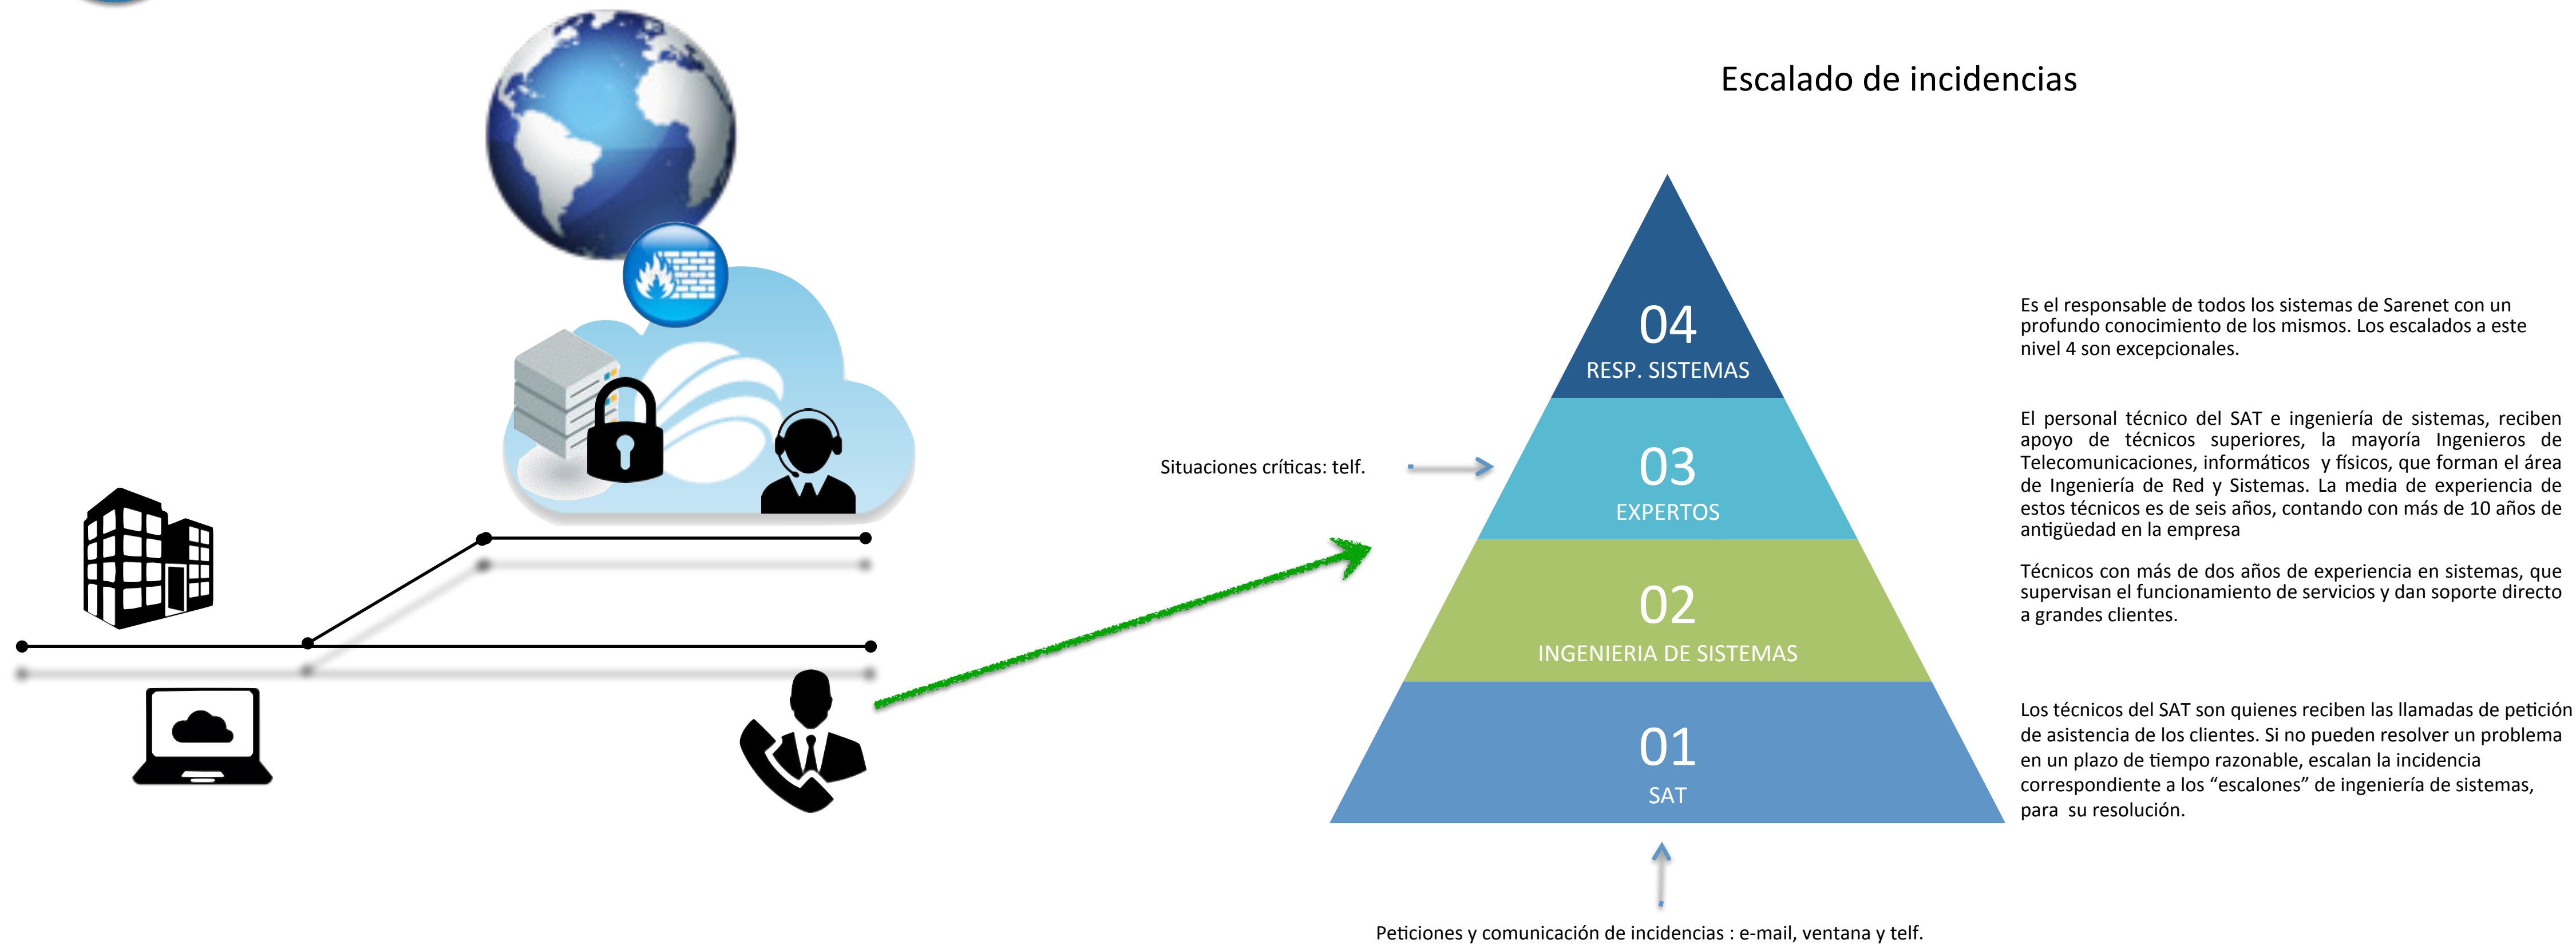 Escalado de incidencias
04
RESP. SISTEMAS
Es el responsable de todos los sistemas de Sarenet con un
profundo conocimiento de los mismos. Los escalados a este
nivel 4 son excepcionales.
Situaciones críticas: telf.
03
EXPERTOS
El personal técnico del SAT e ingeniería de sistemas, reciben
apoyo de técnicos superiores, la mayoría Ingenieros de
Telecomunicaciones, informáticos y físicos, que forman el área
de Ingeniería de Red y Sistemas. La media de experiencia de
estos técnicos es de seis años, contando con más de 10 años de
antigüedad en la empresa
02
INGENIERIA DE SISTEMAS
Técnicos con más de dos años de experiencia en sistemas, que
supervisan el funcionamiento de servicios y dan soporte directo
a grandes clientes.
01
SAT
Los técnicos del SAT son quienes reciben las llamadas de petición
de asistencia de los clientes. Si no pueden resolver un problema
en un plazo de tiempo razonable, escalan la incidencia
correspondiente a los “escalones” de ingeniería de sistemas,
para su resolución.
Peticiones y comunicación de incidencias : e-mail, ventana y telf.